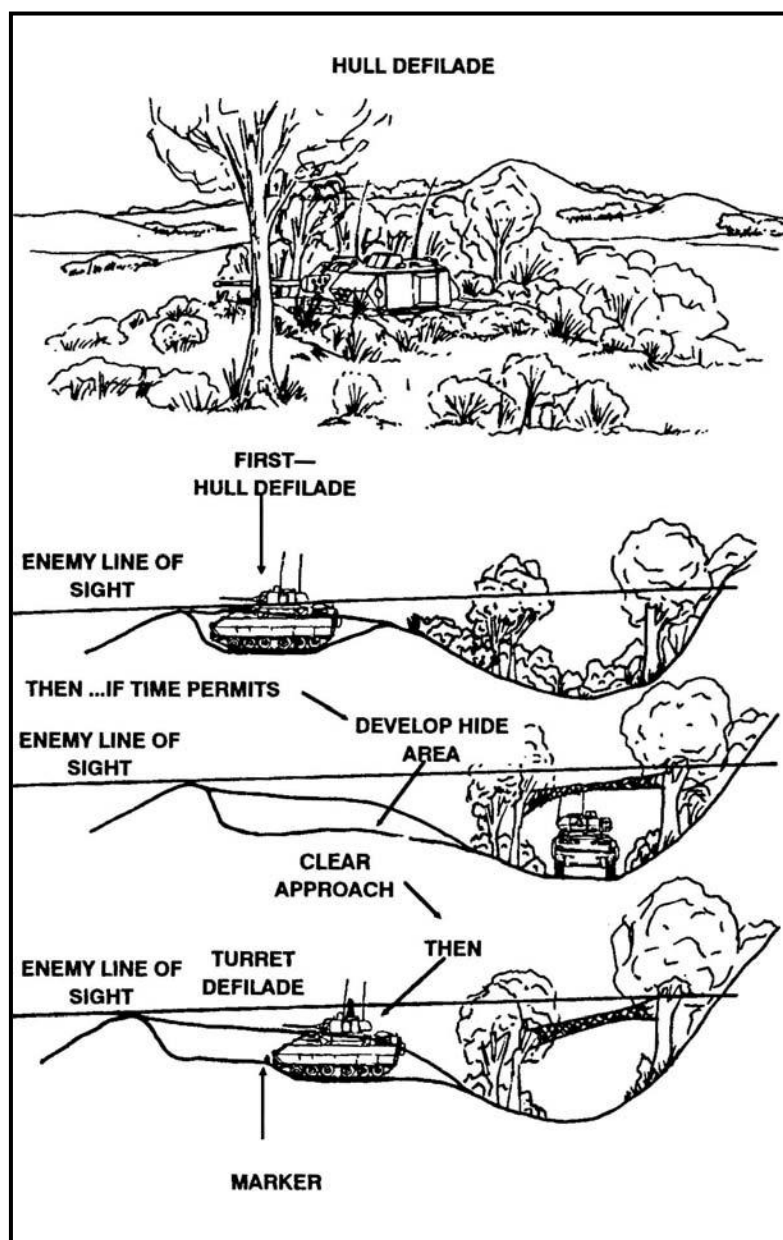 HULL DEFILADE
FIRST—
HULL DEFILADE
ENEMY LINE OF
SIGHT
THEN ...IF TIME PERMITS
DEVELOP HIDE
AREA
ENEMY LINE OF
SIGHT
CLEAR
APPROACH
THEN
ENEMY LINE OF
SIGHT
TURRET
DEFILADE
MARKER